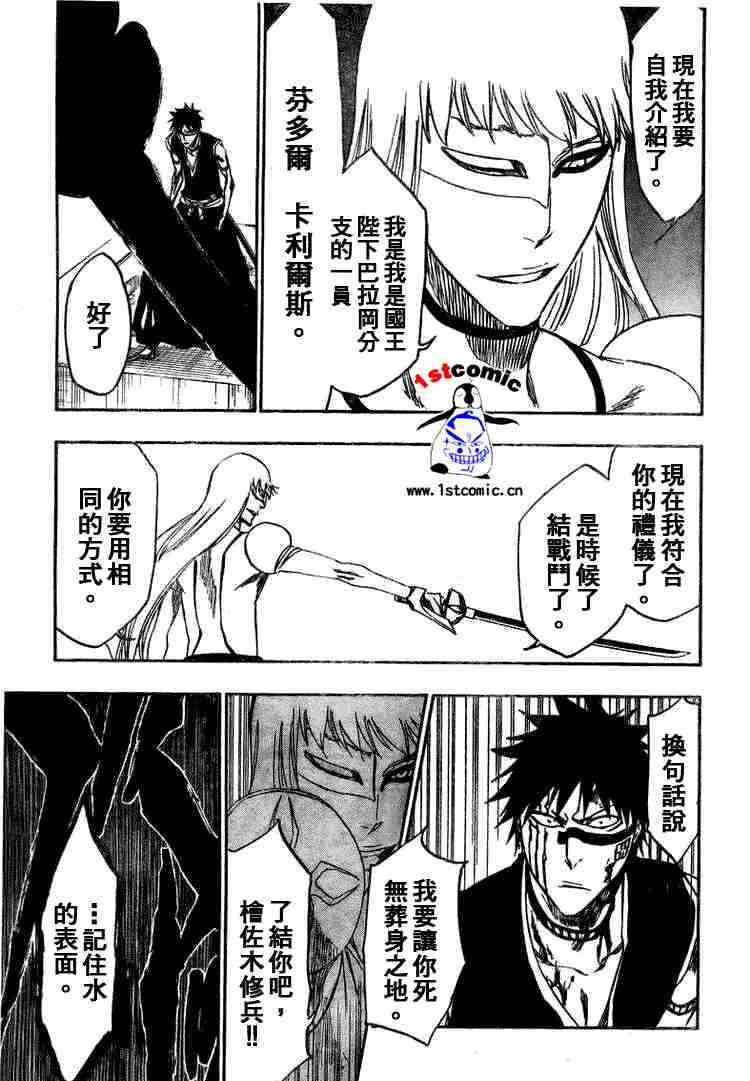 現在我要
自我介紹了。
我是我是國王
陛下巴拉岡分
支的一員
芬多爾 卡利爾斯。
好了
1stcomic
www.1stcomic.cn
現在我符合
你的禮儀了。
是時候了
結戰鬥了。
你要用相
同的方式。
換句話說
我要讓你死
無葬身之地。
了結你吧，
檜佐木修兵!!
…記住水
的表面。